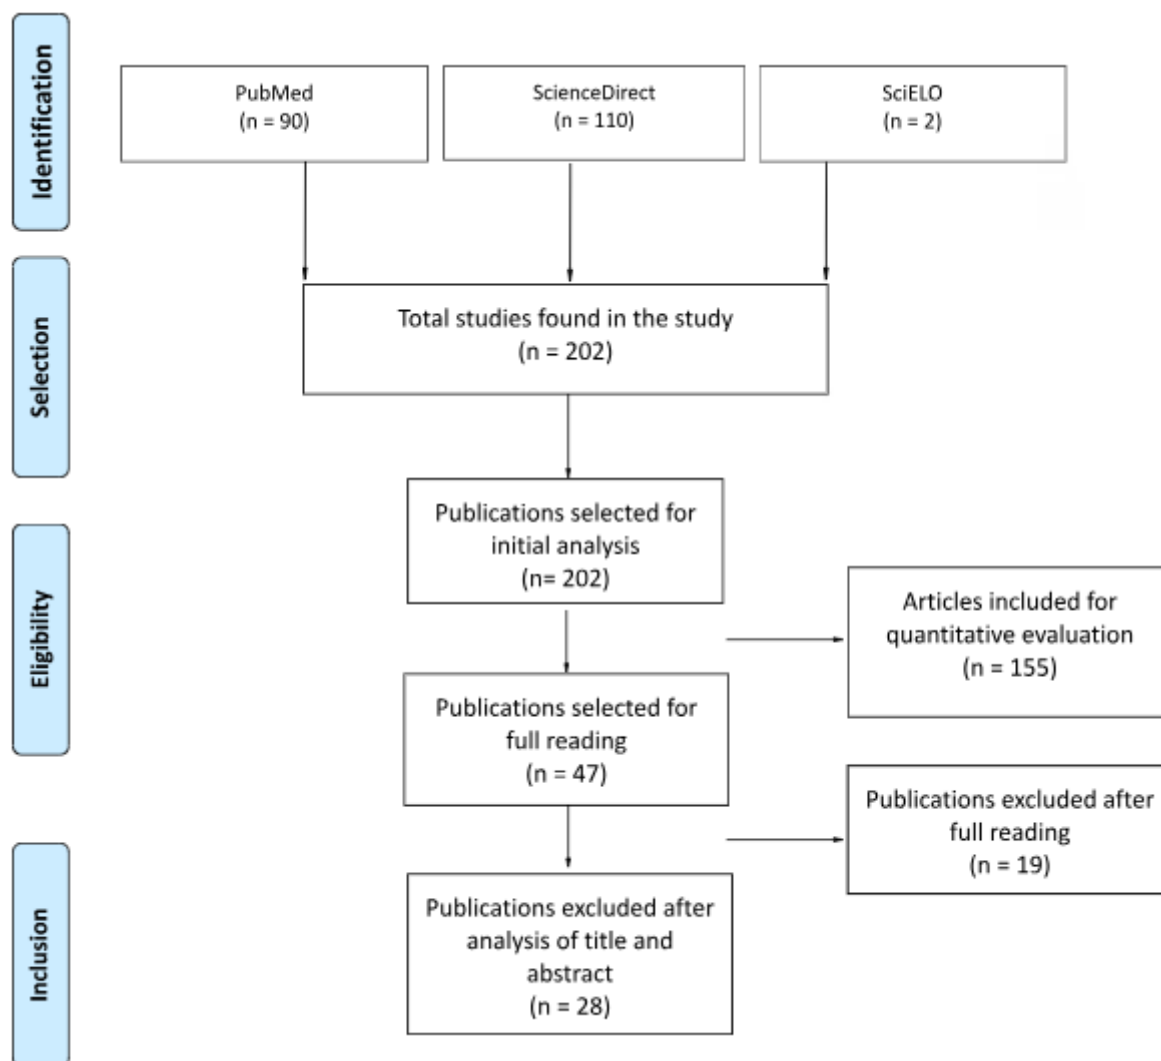 Identification
PubMed
(n = 90)
ScienceDirect
(n = 110)
SciELO
(n = 2)
Selection
Total studies found in the study
(n = 202)
Eligibility
Publications selected for
initial analysis
(n= 202)
Articles included for
quantitative evaluation
(n = 155)
Publications selected for
full reading
(n = 47)
Publications excluded after
full reading
(n = 19)
Inclusion
Publications excluded after
analysis of title and
abstract
(n = 28)